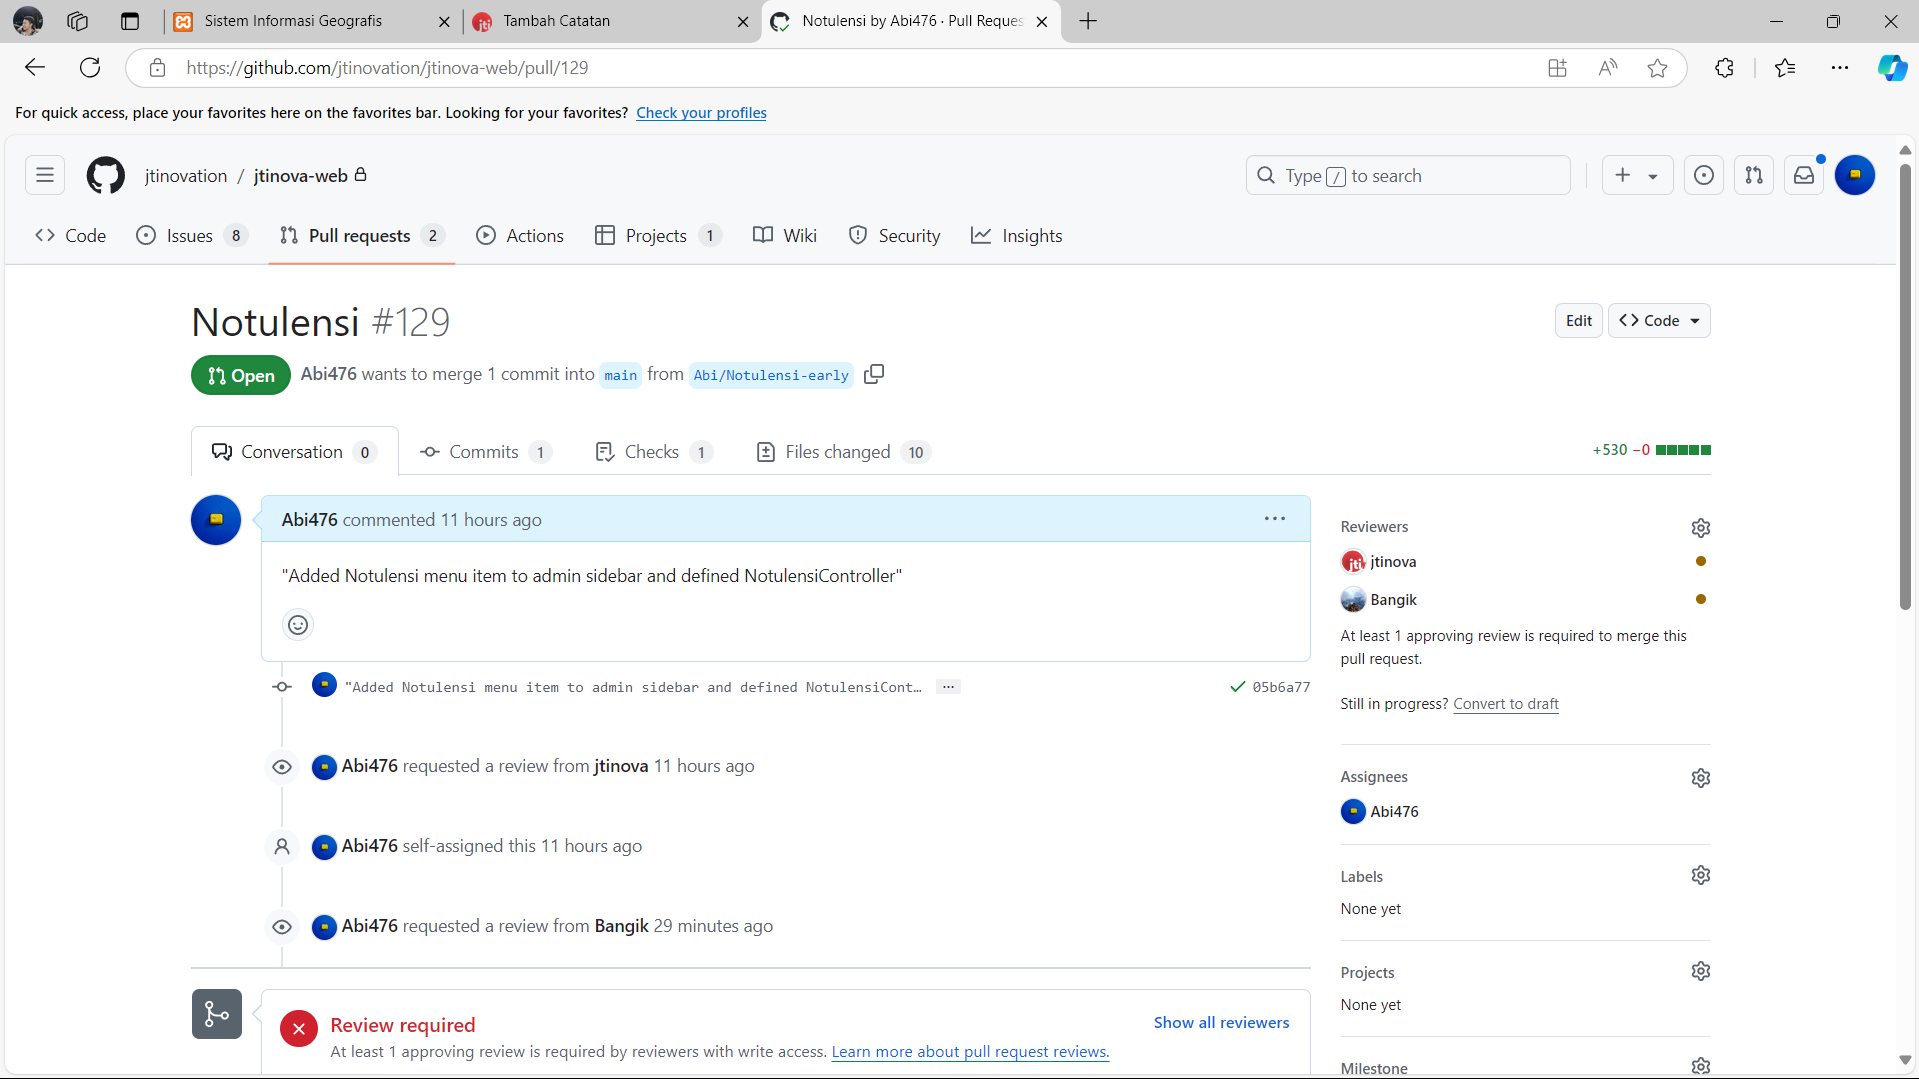 Sistem Informasi Geografis
Tambah Catatan
Notulensi by Abi476 · Pull Reques
https://github.com/jtinovation/jtinova-web/pull/129
For quick access, place your favorites here on the favorites bar. Looking for your favorites? Check your profiles
jtinovation / jtinova-web
Type / to search
Code
Issues 8
Pull requests 2
Actions
Projects 1
Wiki
Security
Insights
Notulensi #129
Edit
Code
Open
Abi476 wants to merge 1 commit into main from Abi/Notulensi-early
Conversation 0
Commits 1
Checks 1
Files changed 10
+530 −0
Abi476 commented 11 hours ago
"Added Notulensi menu item to admin sidebar and defined NotulensiController"
"Added Notulensi menu item to admin sidebar and defined NotulensiCont…
05b6a77
Abi476 requested a review from jtinova 11 hours ago
Abi476 self-assigned this 11 hours ago
Abi476 requested a review from Bangik 29 minutes ago
Review required
Show all reviewers
At least 1 approving review is required by reviewers with write access. Learn more about pull request reviews.
Reviewers
jti
jtinova
Bangik
At least 1 approving review is required to merge this
pull request.
Still in progress? Convert to draft
Assignees
Abi476
Labels
None yet
Projects
None yet
Milestone